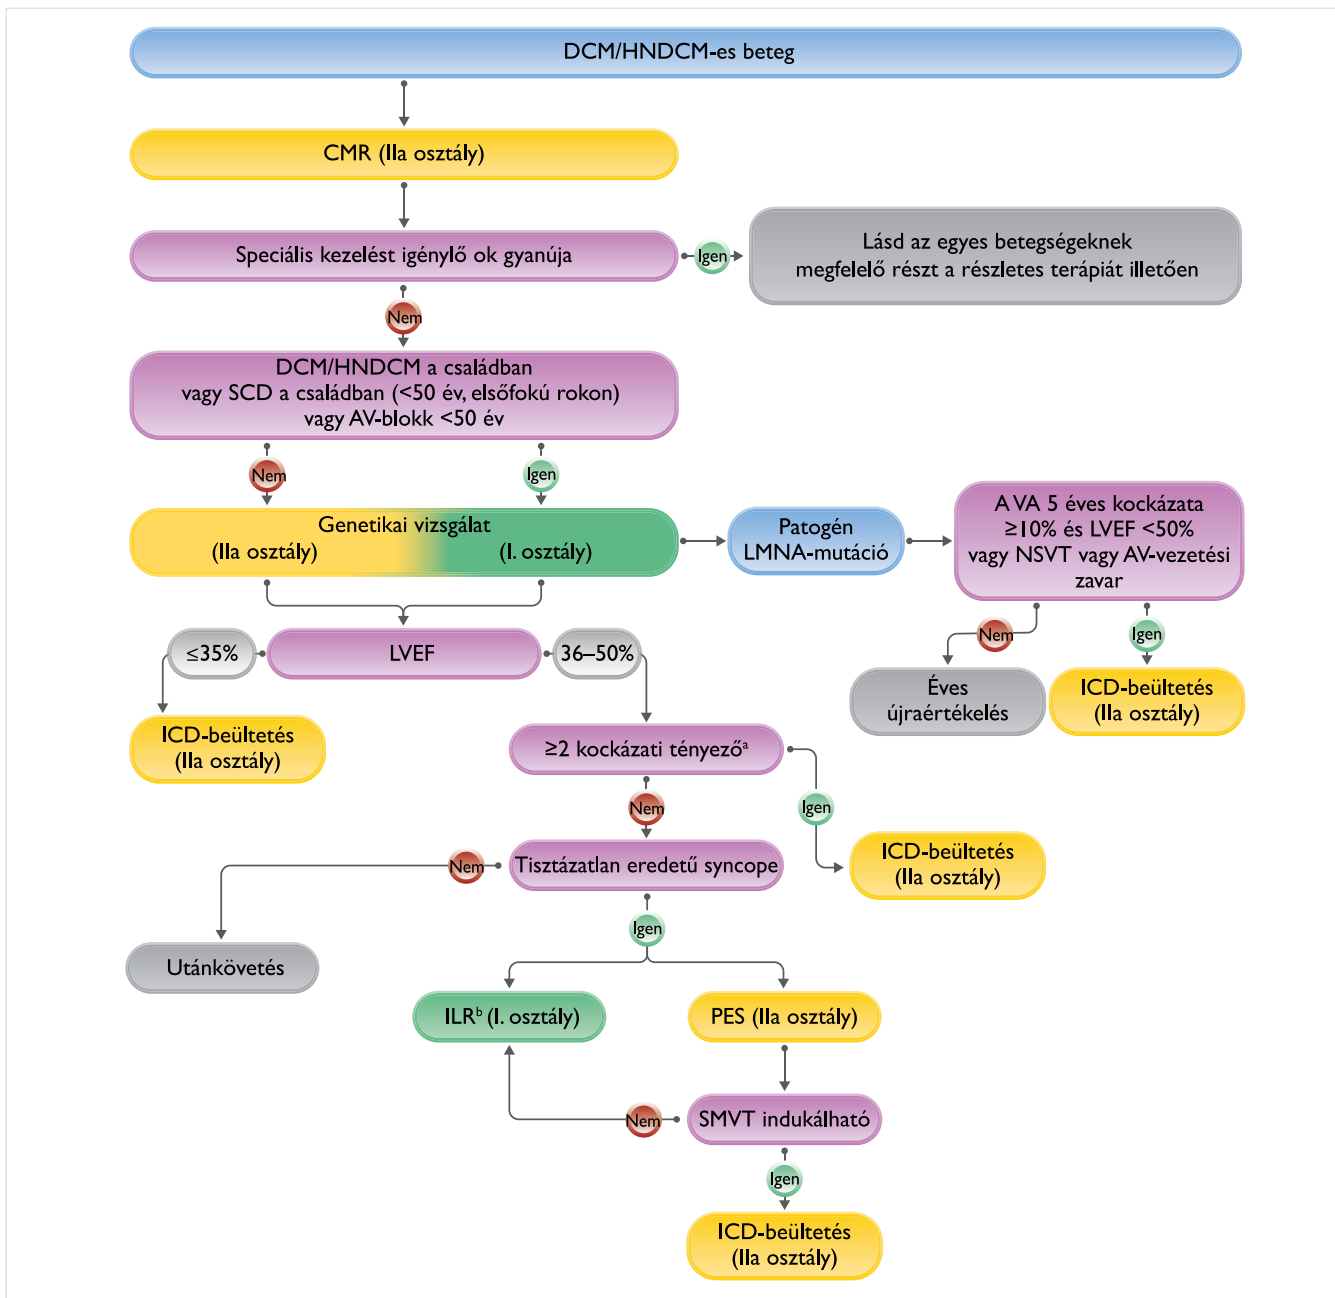 DCM/HNDCM-es beteg
CMR (IIa osztály)
Speciális kezelést igénylő ok gyanúja
Igen
Lásd az egyes betegségeknek
megfelelő részt a részletes terápiát illetően
Nem
DCM/HNDCM a családban
vagy SCD a családban (<50 év, elsőfokú rokon)
vagy AV-blokk <50 év
Nem
Igen
Genetikai vizsgálat
(IIa osztály)
(I. osztály)
Patogén
LMNA-mutáció
A VA 5 éves kockázata
≥10% és LVEF <50%
vagy NSVT vagy AV-vezetési
zavar
Nem
Igen
Éves
újraértékelés
ICD-beültetés
(IIa osztály)
≤35%
LVEF
36–50%
ICD-beültetés
(IIa osztály)
≥2 kockázati tényezőᵃ
Nem
Igen
ICD-beültetés
(IIa osztály)
Tisztázatlan eredetű syncope
Nem
Igen
Utánkövetés
ILRᵇ (I. osztály)
PES (IIa osztály)
SMVT indukálható
Nem
Igen
ICD-beültetés
(IIa osztály)